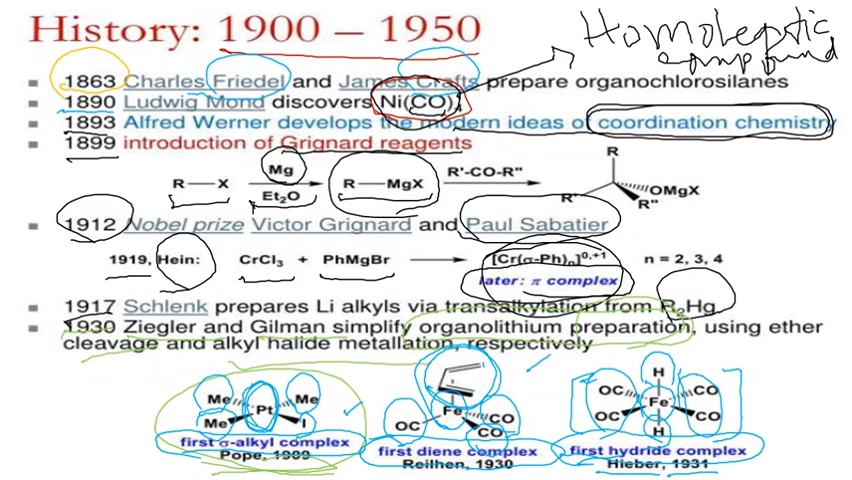 History: 1900 – 1950
Homoleptic
compound
1863 Charles Friedel and James Crafts prepare organochlorosilanes
1890 Ludwig Mond discovers Ni(CO)4
1893 Alfred Werner develops the modern ideas of coordination chemistry
1899 introduction of Grignard reagents
R—X
Mg
Et2O
R—MgX
R'-CO-R"
R
R'
OMgX
R"
1912 Nobel prize Victor Grignard and Paul Sabatier
1919, Hein: CrCl3 + PhMgBr [Cr(σ-Ph)n]0,+1 n = 2, 3, 4
later: π complex
1917 Schlenk prepares Li alkyls via transalkylation from R2Hg
1930 Ziegler and Gilman simplify organolithium preparation, using ether
cleavage and alkyl halide metallation, respectively
Me Me
Pt
Me I
first σ-alkyl complex
Pope, 1909
Fe
OC CO
CO
first diene complex
Reilhen, 1930
H
OC CO
Fe
OC CO
H
first hydride complex
Hieber, 1931